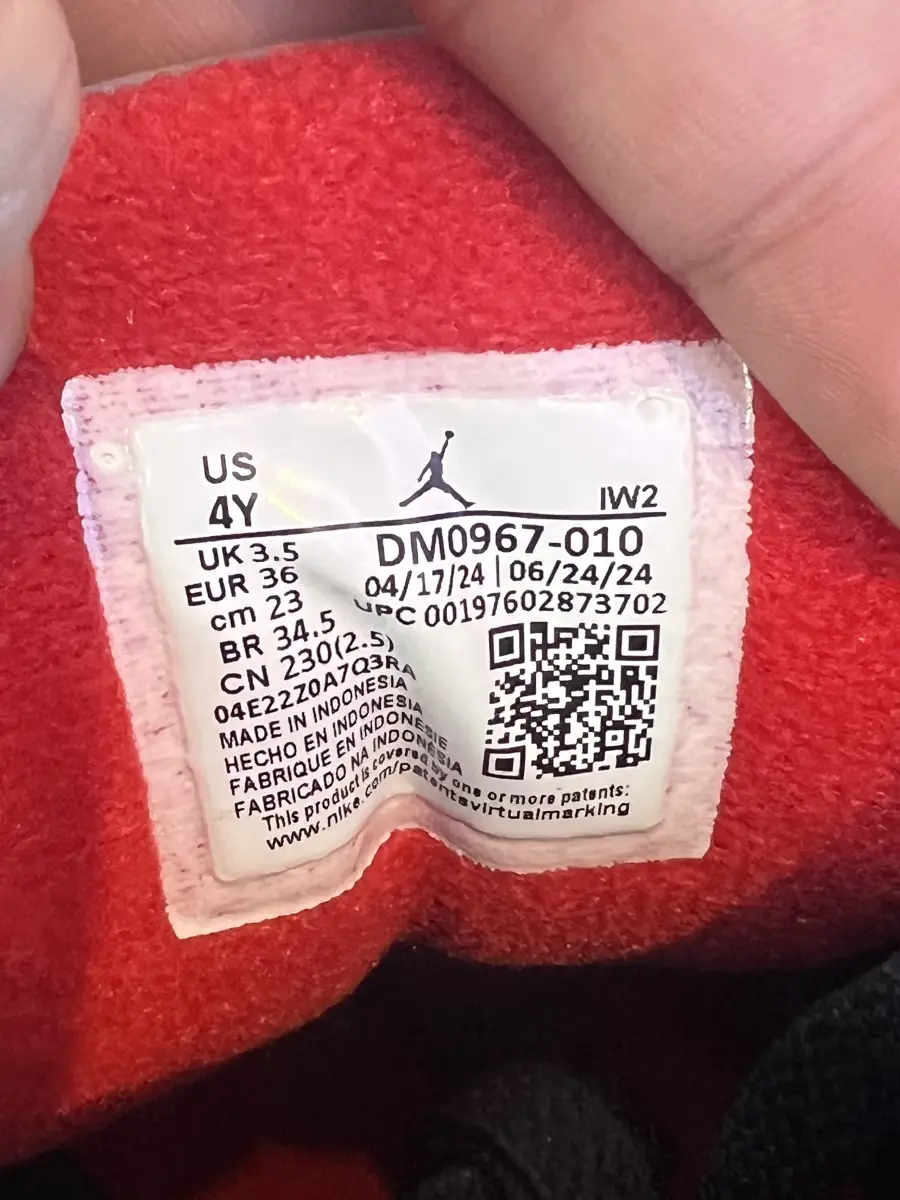 US
4Y
IW2
UK 3.5
EUR 36
cm 23
BR 34.5
CN 230(2.5)
DM0967-010
04/17/24 | 06/24/24
UPC 00197602873702
04E22Z0A7Q3RA
MADE IN INDONESIA
HECHO EN INDONESIA
FABRIQUE EN INDONESIE
FABRICADO NA INDONÉSIA
This product is covered by one or more patents:
www.nike.com/patentsvirtualmarking